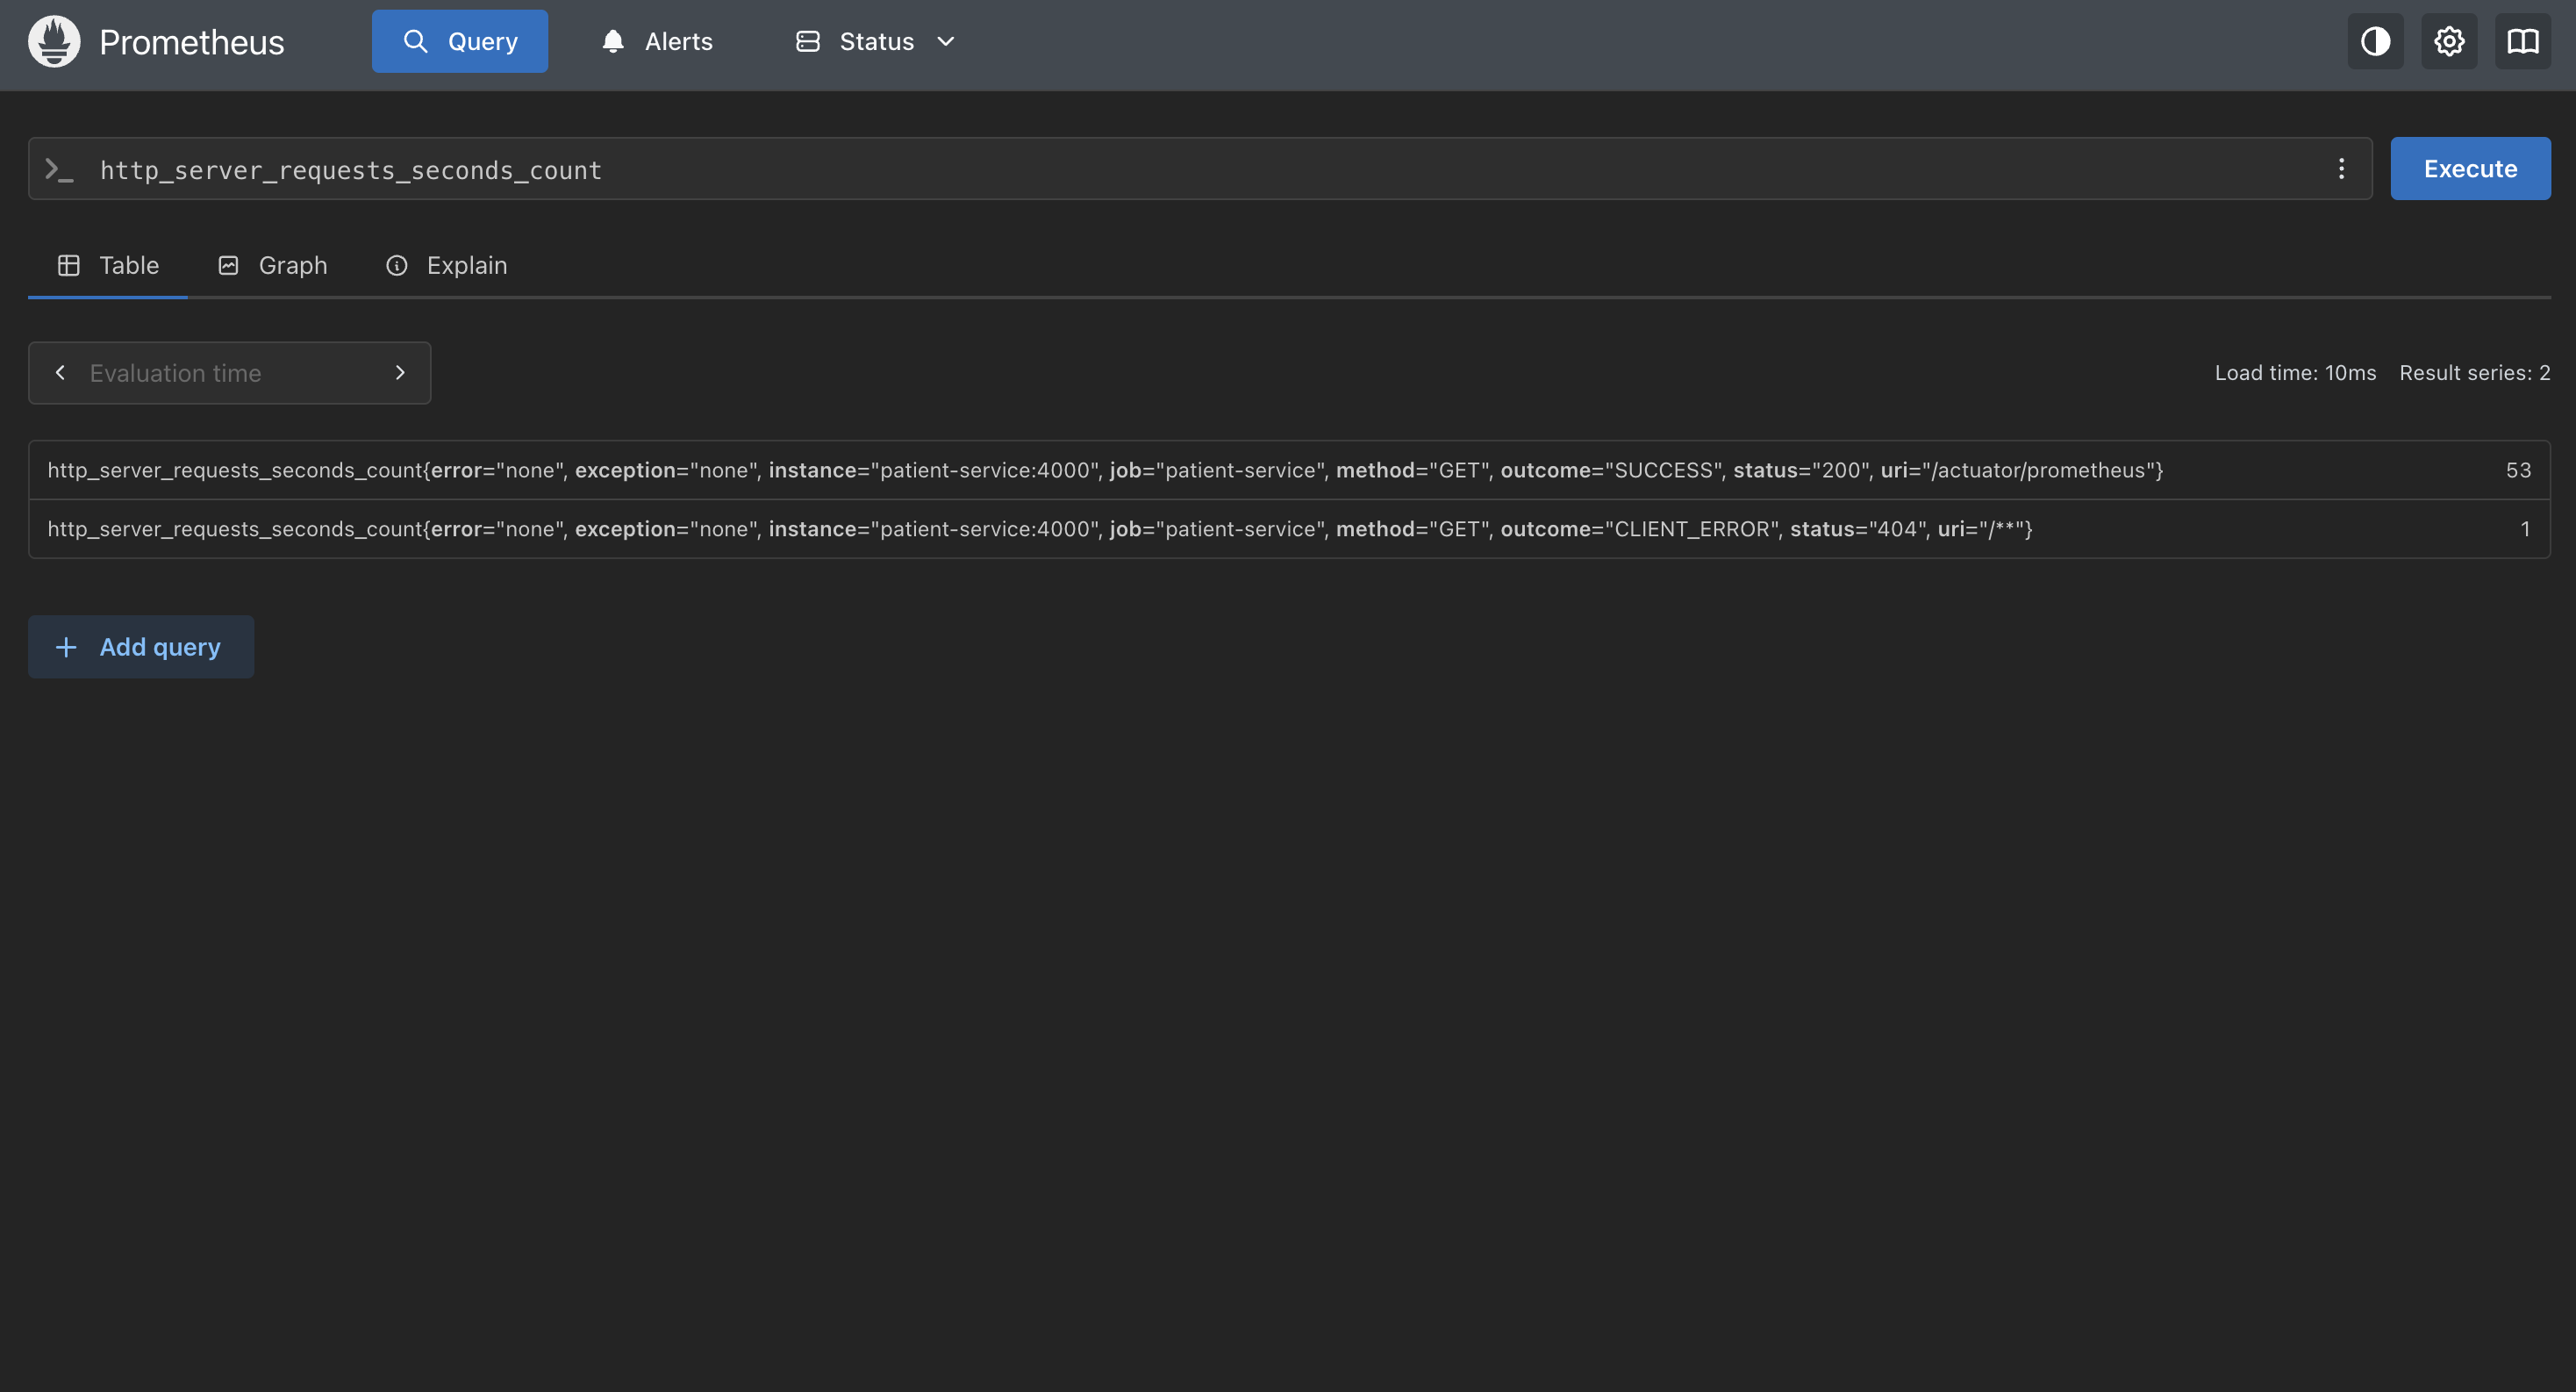 Prometheus Query Alerts Status
http_server_requests_seconds_count Execute
Table Graph Explain
Evaluation time Load time: 10ms Result series: 2
http_server_requests_seconds_count{error="none", exception="none", instance="patient-service:4000", job="patient-service", method="GET", outcome="SUCCESS", status="200", uri="/actuator/prometheus"} 53
http_server_requests_seconds_count{error="none", exception="none", instance="patient-service:4000", job="patient-service", method="GET", outcome="CLIENT_ERROR", status="404", uri="/**"} 1
Add query